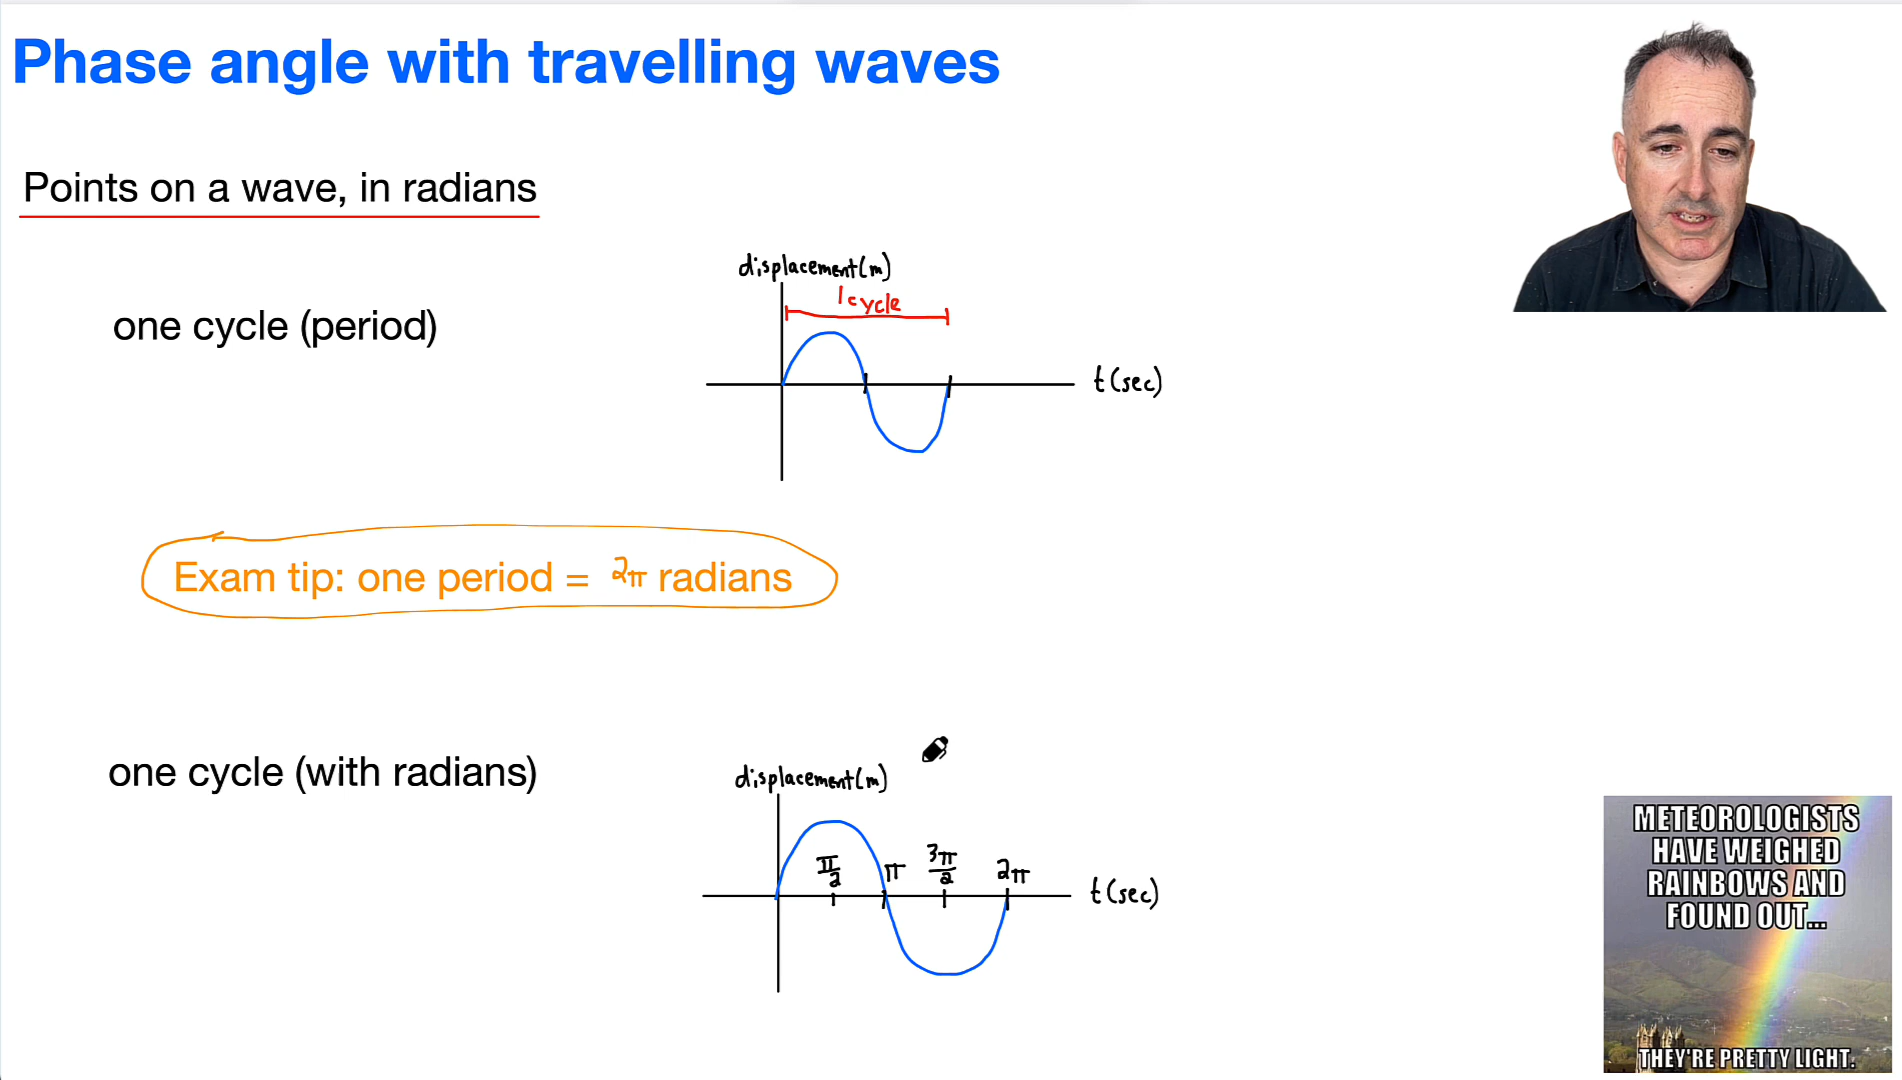 Phase angle with travelling waves
Points on a wave, in radians
one cycle (period)
displacement(m)
1 cycle
t(sec)
Exam tip: one period = 2π radians
one cycle (with radians)
displacement(m)
π/2
π
3π/2
2π
t(sec)
METEOROLOGISTS
HAVE WEIGHED
RAINBOWS AND
FOUND OUT...
THEY'RE PRETTY LIGHT.